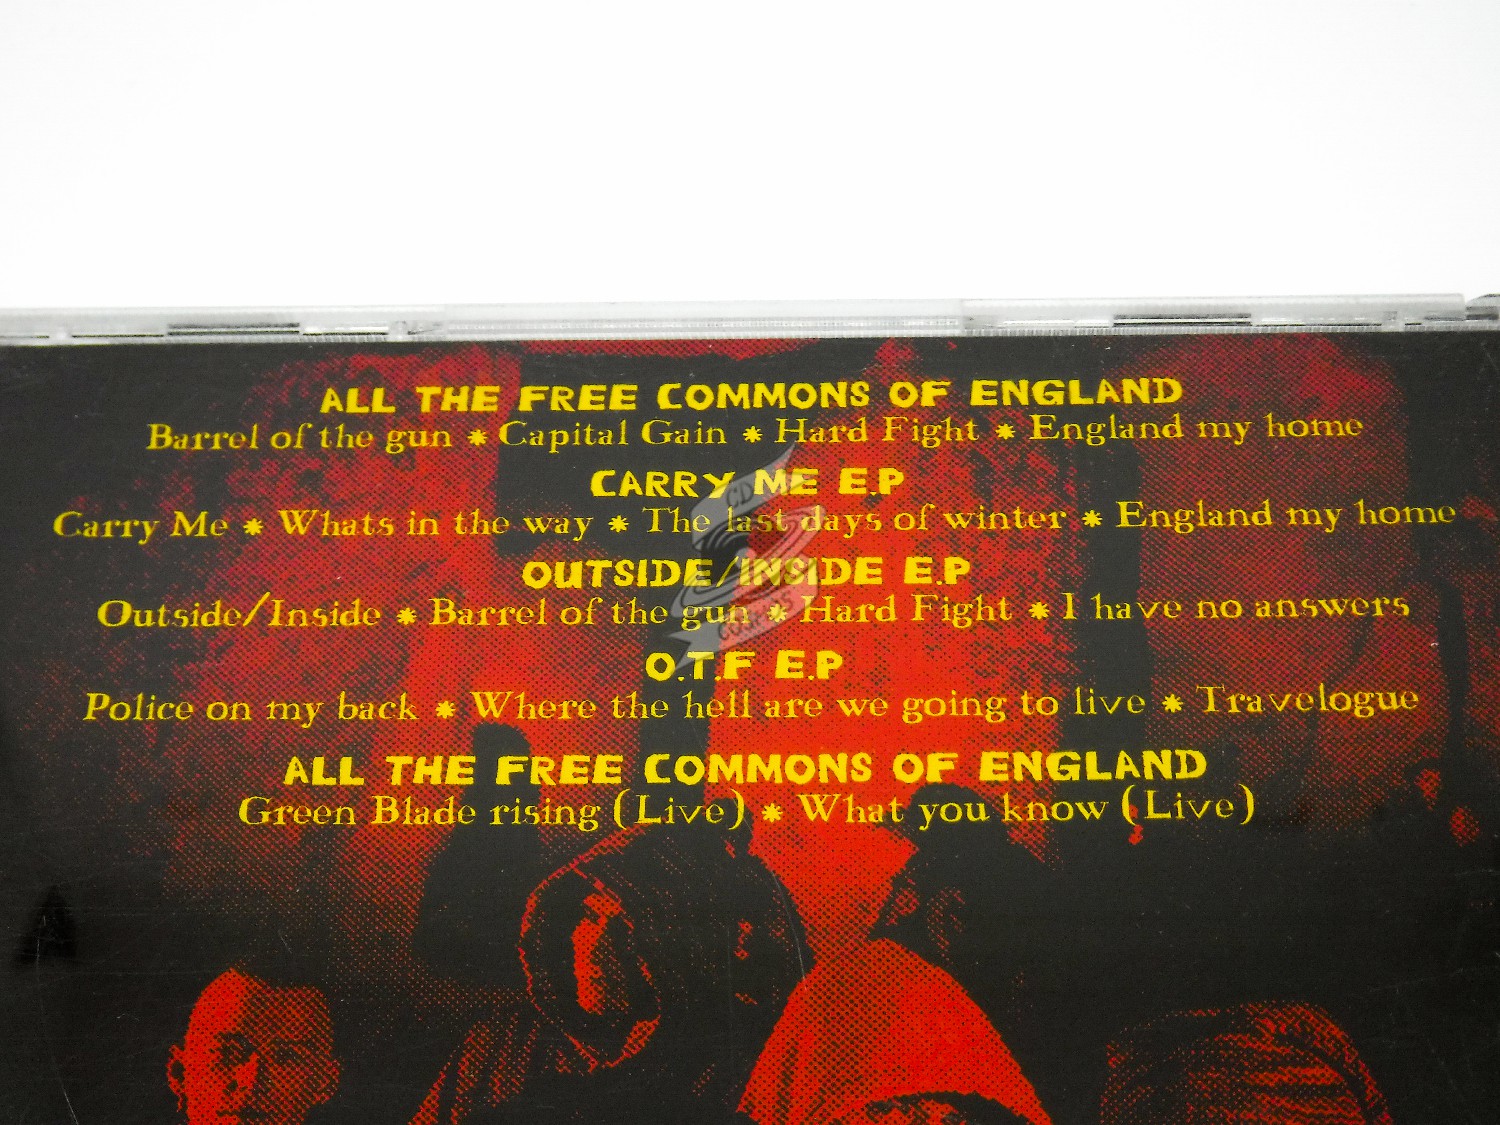 ALL THE FREE COMMONS OF ENGLAND
Barrel of the gun * Capital Gain * Hard Fight * England my home
CARRY ME E.P
Carry Me * Whats in the way * The last days of winter * England my home
OUTSIDE/INSIDE E.P
Outside/Inside * Barrel of the gun * Hard Fight * I have no answers
O.T.F E.P
Police on my back * Where the hell are we going to live * Travelogue
ALL THE FREE COMMONS OF ENGLAND
Green Blade rising (Live) * What you know (Live)
CD